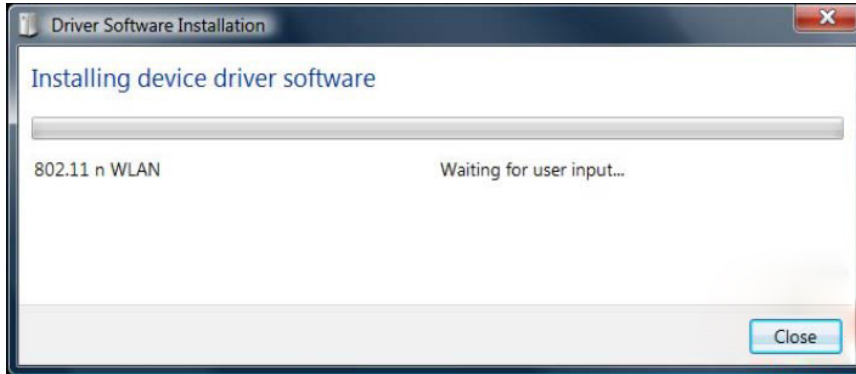 Driver Software Installation
Installing device driver software
802.11 n WLAN Waiting for user input...
Close